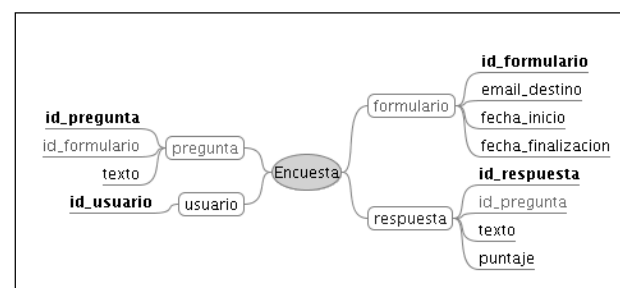 id_pregunta
id_formulario
texto
pregunta
id_usuario
usuario
Encuesta
formulario
id_formulario
email_destino
fecha_inicio
fecha_finalizacion
respuesta
id_respuesta
id_pregunta
texto
puntaje